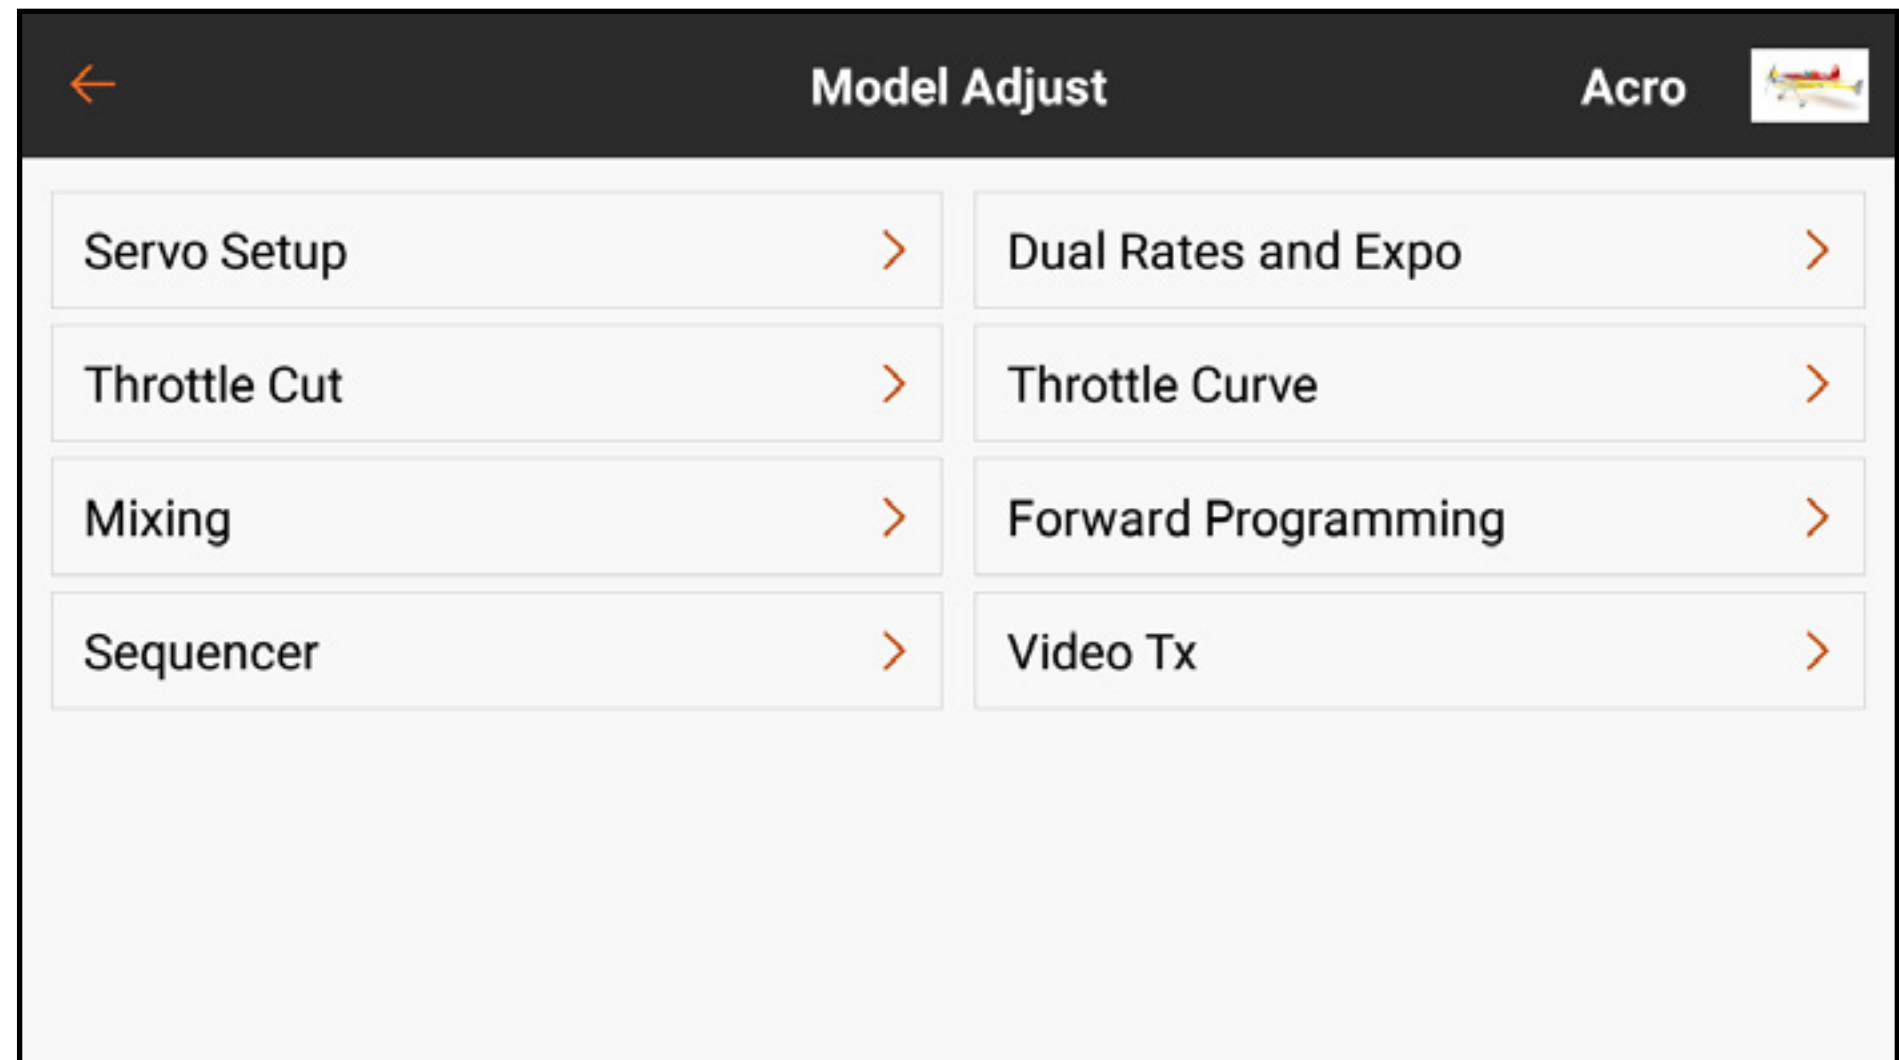 Model Adjust
Acro
Servo Setup
Dual Rates and Expo
Throttle Cut
Throttle Curve
Mixing
Forward Programming
Sequencer
Video Tx